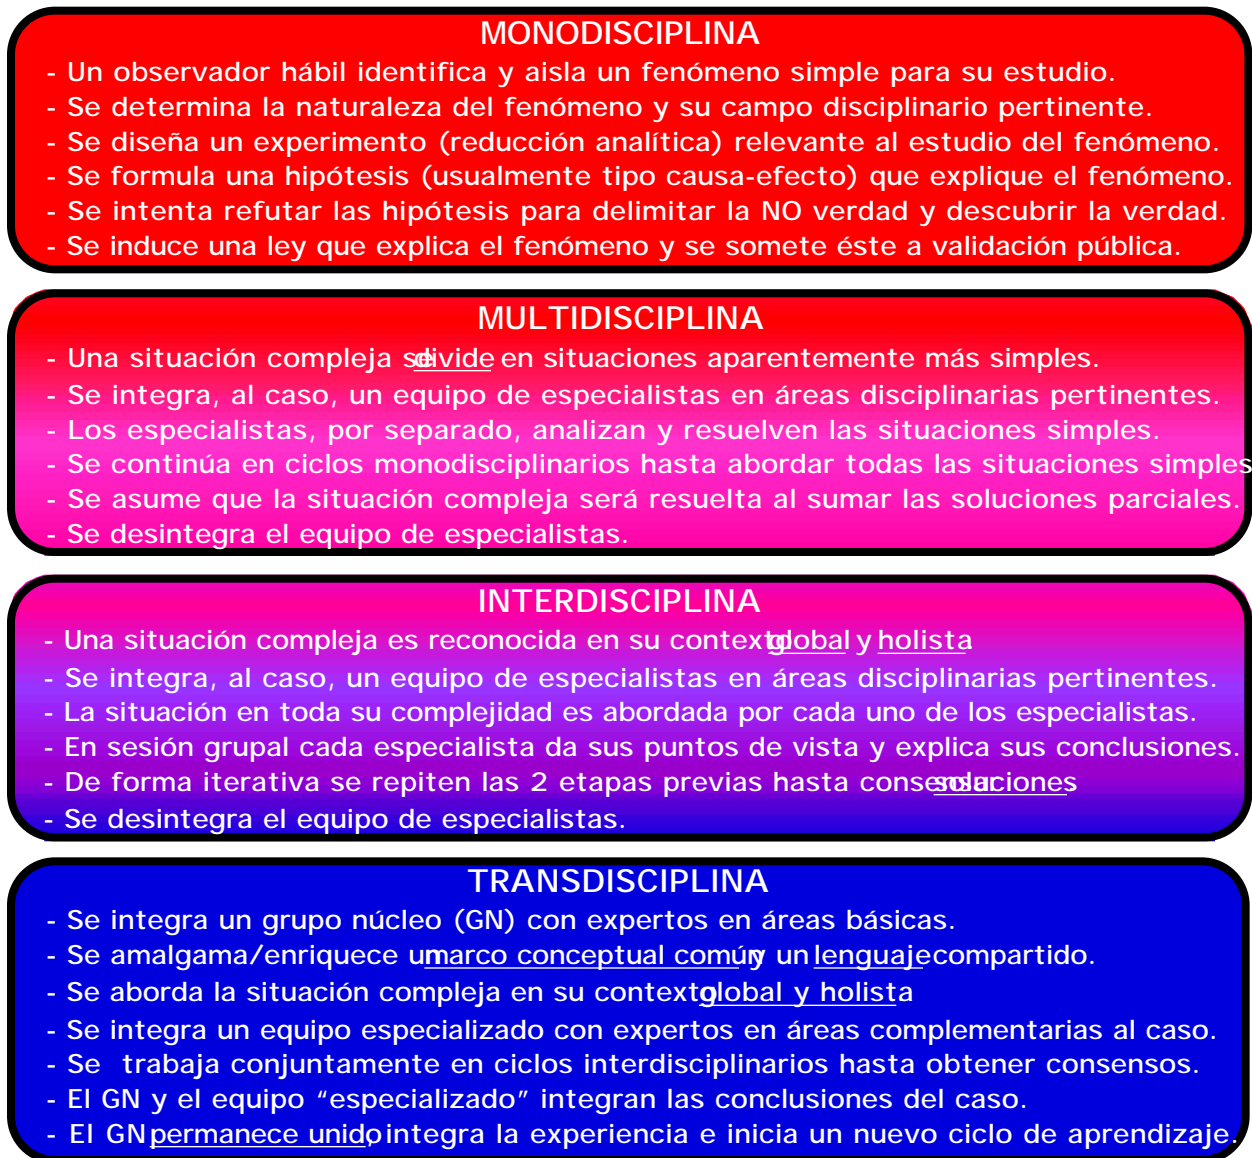 MONODISCIPLINA
- Un observador hábil identifica y aisla un fenómeno simple para su estudio.
- Se determina la naturaleza del fenómeno y su campo disciplinario pertinente.
- Se diseña un experimento (reducción analítica) relevante al estudio del fenómeno.
- Se formula una hipótesis (usualmente tipo causa-efecto) que explique el fenómeno.
- Se intenta refutar las hipótesis para delimitar la NO verdad y descubrir la verdad.
- Se induce una ley que explica el fenómeno y se somete éste a validación pública.
MULTIDISCIPLINA
- Una situación compleja se divide en situaciones aparentemente más simples.
- Se integra, al caso, un equipo de especialistas en áreas disciplinarias pertinentes.
- Los especialistas, por separado, analizan y resuelven las situaciones simples.
- Se continúa en ciclos monodisciplinarios hasta abordar todas las situaciones simples
- Se asume que la situación compleja será resuelta al sumar las soluciones parciales.
- Se desintegra el equipo de especialistas.
INTERDISCIPLINA
- Una situación compleja es reconocida en su contexto global y holista.
- Se integra, al caso, un equipo de especialistas en áreas disciplinarias pertinentes.
- La situación en toda su complejidad es abordada por cada uno de los especialistas.
- En sesión grupal cada especialista da sus puntos de vista y explica sus conclusiones.
- De forma iterativa se repiten las 2 etapas previas hasta consensar soluciones.
- Se desintegra el equipo de especialistas.
TRANSDISCIPLINA
- Se integra un grupo núcleo (GN) con expertos en áreas básicas.
- Se amalgama/enriquece un marco conceptual común y un lenguaje compartido.
- Se aborda la situación compleja en su contexto global y holista
- Se integra un equipo especializado con expertos en áreas complementarias al caso.
- Se trabaja conjuntamente en ciclos interdisciplinarios hasta obtener consensos.
- El GN y el equipo “especializado” integran las conclusiones del caso.
- El GN permanece unido, integra la experiencia e inicia un nuevo ciclo de aprendizaje.